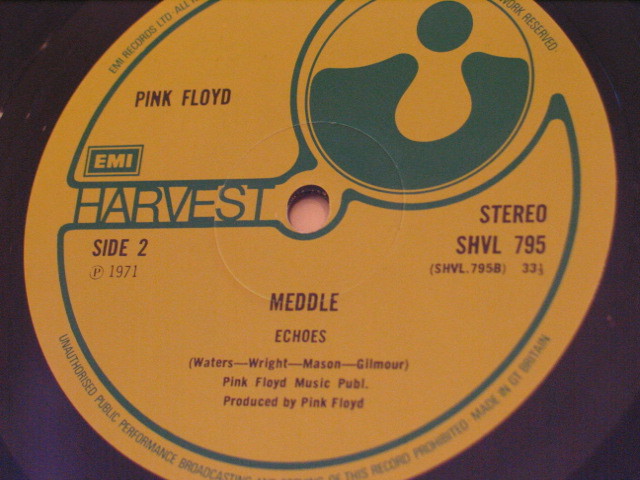 EMI RECORDS LTD. ALL
WORK RESERVED.
PINK FLOYD
EMI
HARVEST
STEREO
SIDE 2
SHVL 795
℗ 1971
(SHVL.795B) 33⅓
MEDDLE
ECHOES
(Waters—Wright—Mason—Gilmour)
Pink Floyd Music Publ.
Produced by Pink Floyd
UNAUTHORISED PUBLIC PERFORMANCE BROADCASTING AND COPYING OF THIS RECORD PROHIBITED MADE IN GT BRITAIN